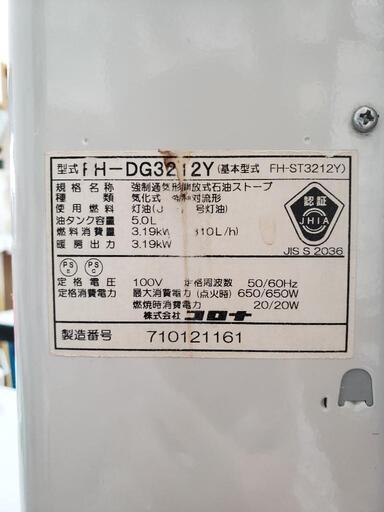 型式 FH-DG3212Y(基本型式 FH-ST3212Y)
規格名称 強制通気形開放式石油ストーブ
種類 気化式 対流形
使用燃料 灯油(J 号灯油)
油タンク容量 5.0L
燃料消費量 3.19kW 310L/h)
暖房出力 3.19kW
認証
JHIA
JIS S 2036
PS
E
PS
C
定格電圧 100V 定格周波数 50/60Hz
定格消費電力 最大消費電力(点火時) 650/650W
燃焼時消費電力 20/20W
株式会社 コロナ
製造番号 710121161